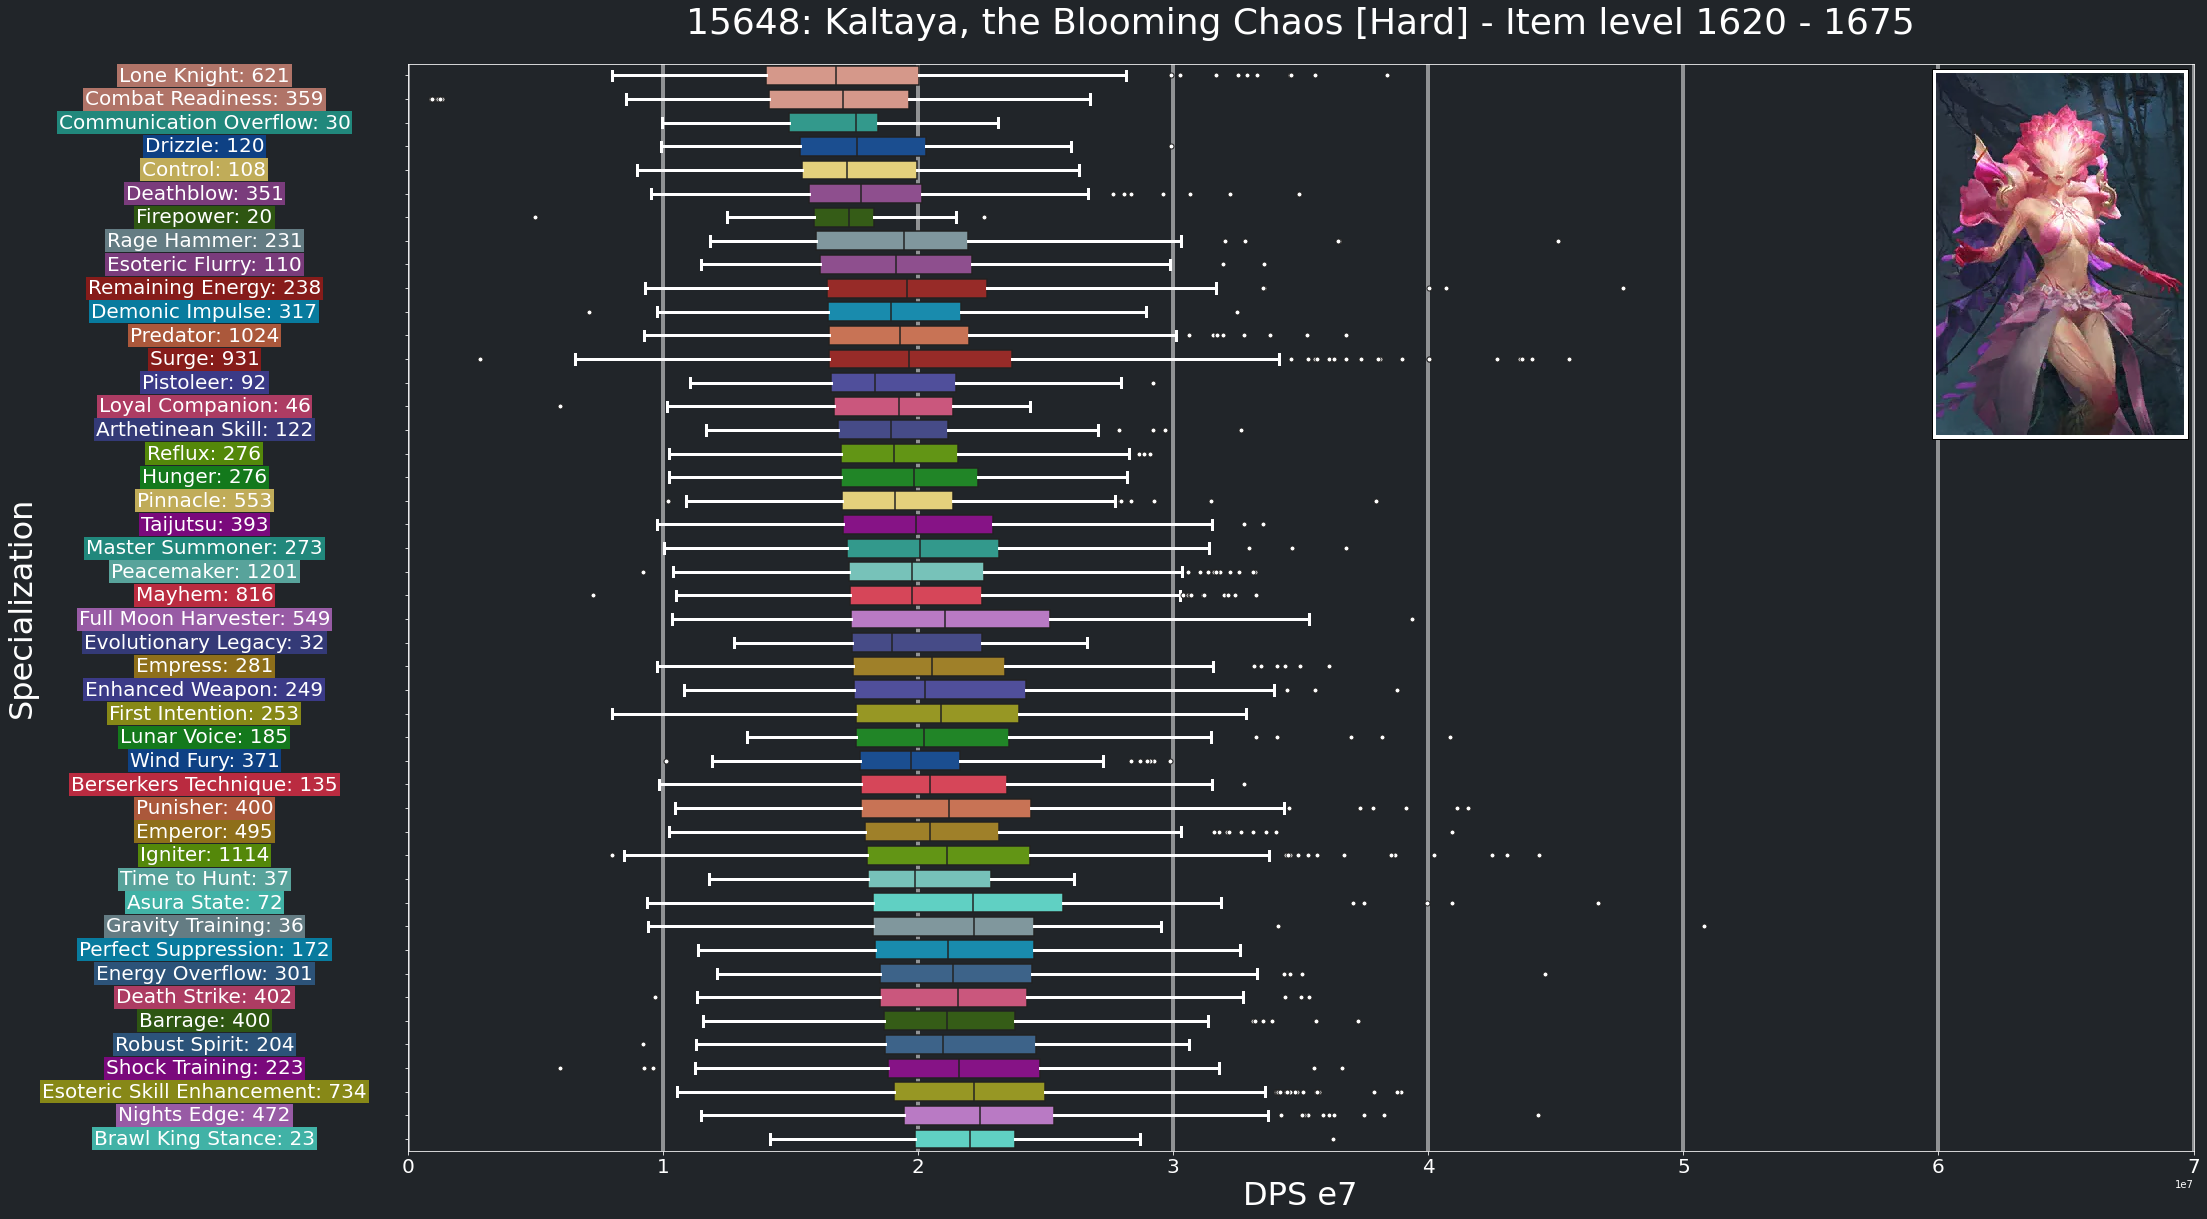 15648: Kaltaya, the Blooming Chaos [Hard] - Item level 1620 - 1675
Specialization
Lone Knight: 621
Combat Readiness: 359
Communication Overflow: 30
Drizzle: 120
Control: 108
Deathblow: 351
Firepower: 20
Rage Hammer: 231
Esoteric Flurry: 110
Remaining Energy: 238
Demonic Impulse: 317
Predator: 1024
Surge: 931
Pistoleer: 92
Loyal Companion: 46
Arthetinean Skill: 122
Reflux: 276
Hunger: 276
Pinnacle: 553
Taijutsu: 393
Master Summoner: 273
Peacemaker: 1201
Mayhem: 816
Full Moon Harvester: 549
Evolutionary Legacy: 32
Empress: 281
Enhanced Weapon: 249
First Intention: 253
Lunar Voice: 185
Wind Fury: 371
Berserkers Technique: 135
Punisher: 400
Emperor: 495
Igniter: 1114
Time to Hunt: 37
Asura State: 72
Gravity Training: 36
Perfect Suppression: 172
Energy Overflow: 301
Death Strike: 402
Barrage: 400
Robust Spirit: 204
Shock Training: 223
Esoteric Skill Enhancement: 734
Nights Edge: 472
Brawl King Stance: 23
0 1 2 3 4 5 6 7
1e7
DPS e7